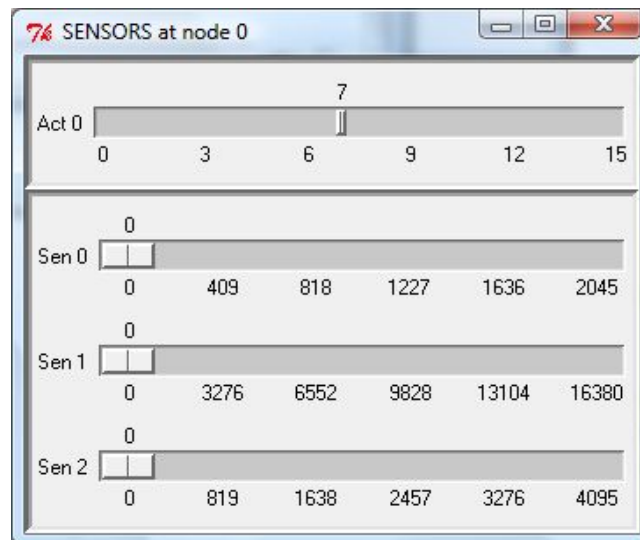 SENSORS at node 0
7
Act 0
0 3 6 9 12 15
0
Sen 0
0 409 818 1227 1636 2045
0
Sen 1
0 3276 6552 9828 13104 16380
0
Sen 2
0 819 1638 2457 3276 4095